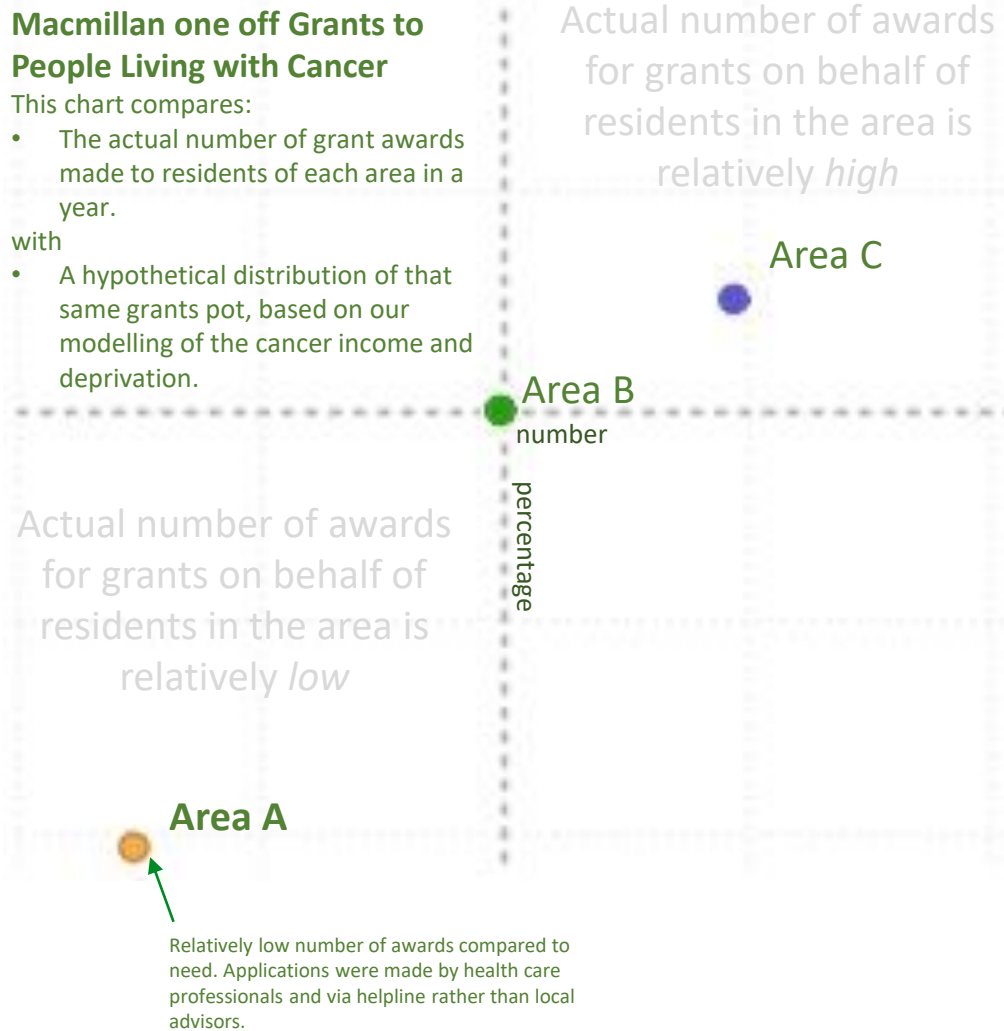 Macmillan one off Grants to
People Living with Cancer
This chart compares:
• The actual number of grant awards
made to residents of each area in a
year.
with
• A hypothetical distribution of that
same grants pot, based on our
modelling of the cancer income and
deprivation.
Actual number of awards
for grants on behalf of
residents in the area is
relatively high
Area C
Area B
number
percentage
Actual number of awards
for grants on behalf of
residents in the area is
relatively low
Area A
Relatively low number of awards compared to
need. Applications were made by health care
professionals and via helpline rather than local
advisors.